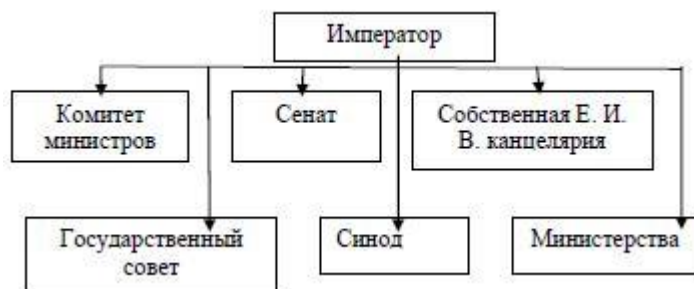 Император
Комитет
министров
Сенат
Собственная Е. И.
В. канцелярия
Государственный
совет
Синод
Министерства